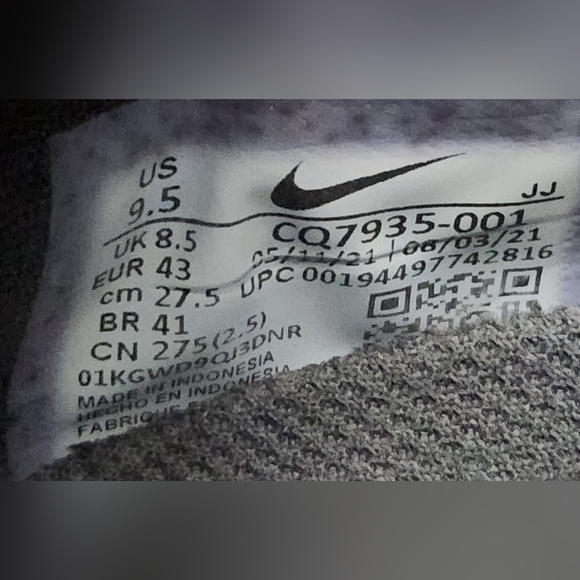 US
9.5
UK 8.5
EUR 43
cm 27.5
BR 41
CN 275(2.5)
01KGWD9QJ3DNR
MADE IN INDONESIA
HECHO EN INDONESIA
FABRIQUÉ
JJ
CQ7935-001
05/11/21 | 08/03/21
UPC 00194497742816